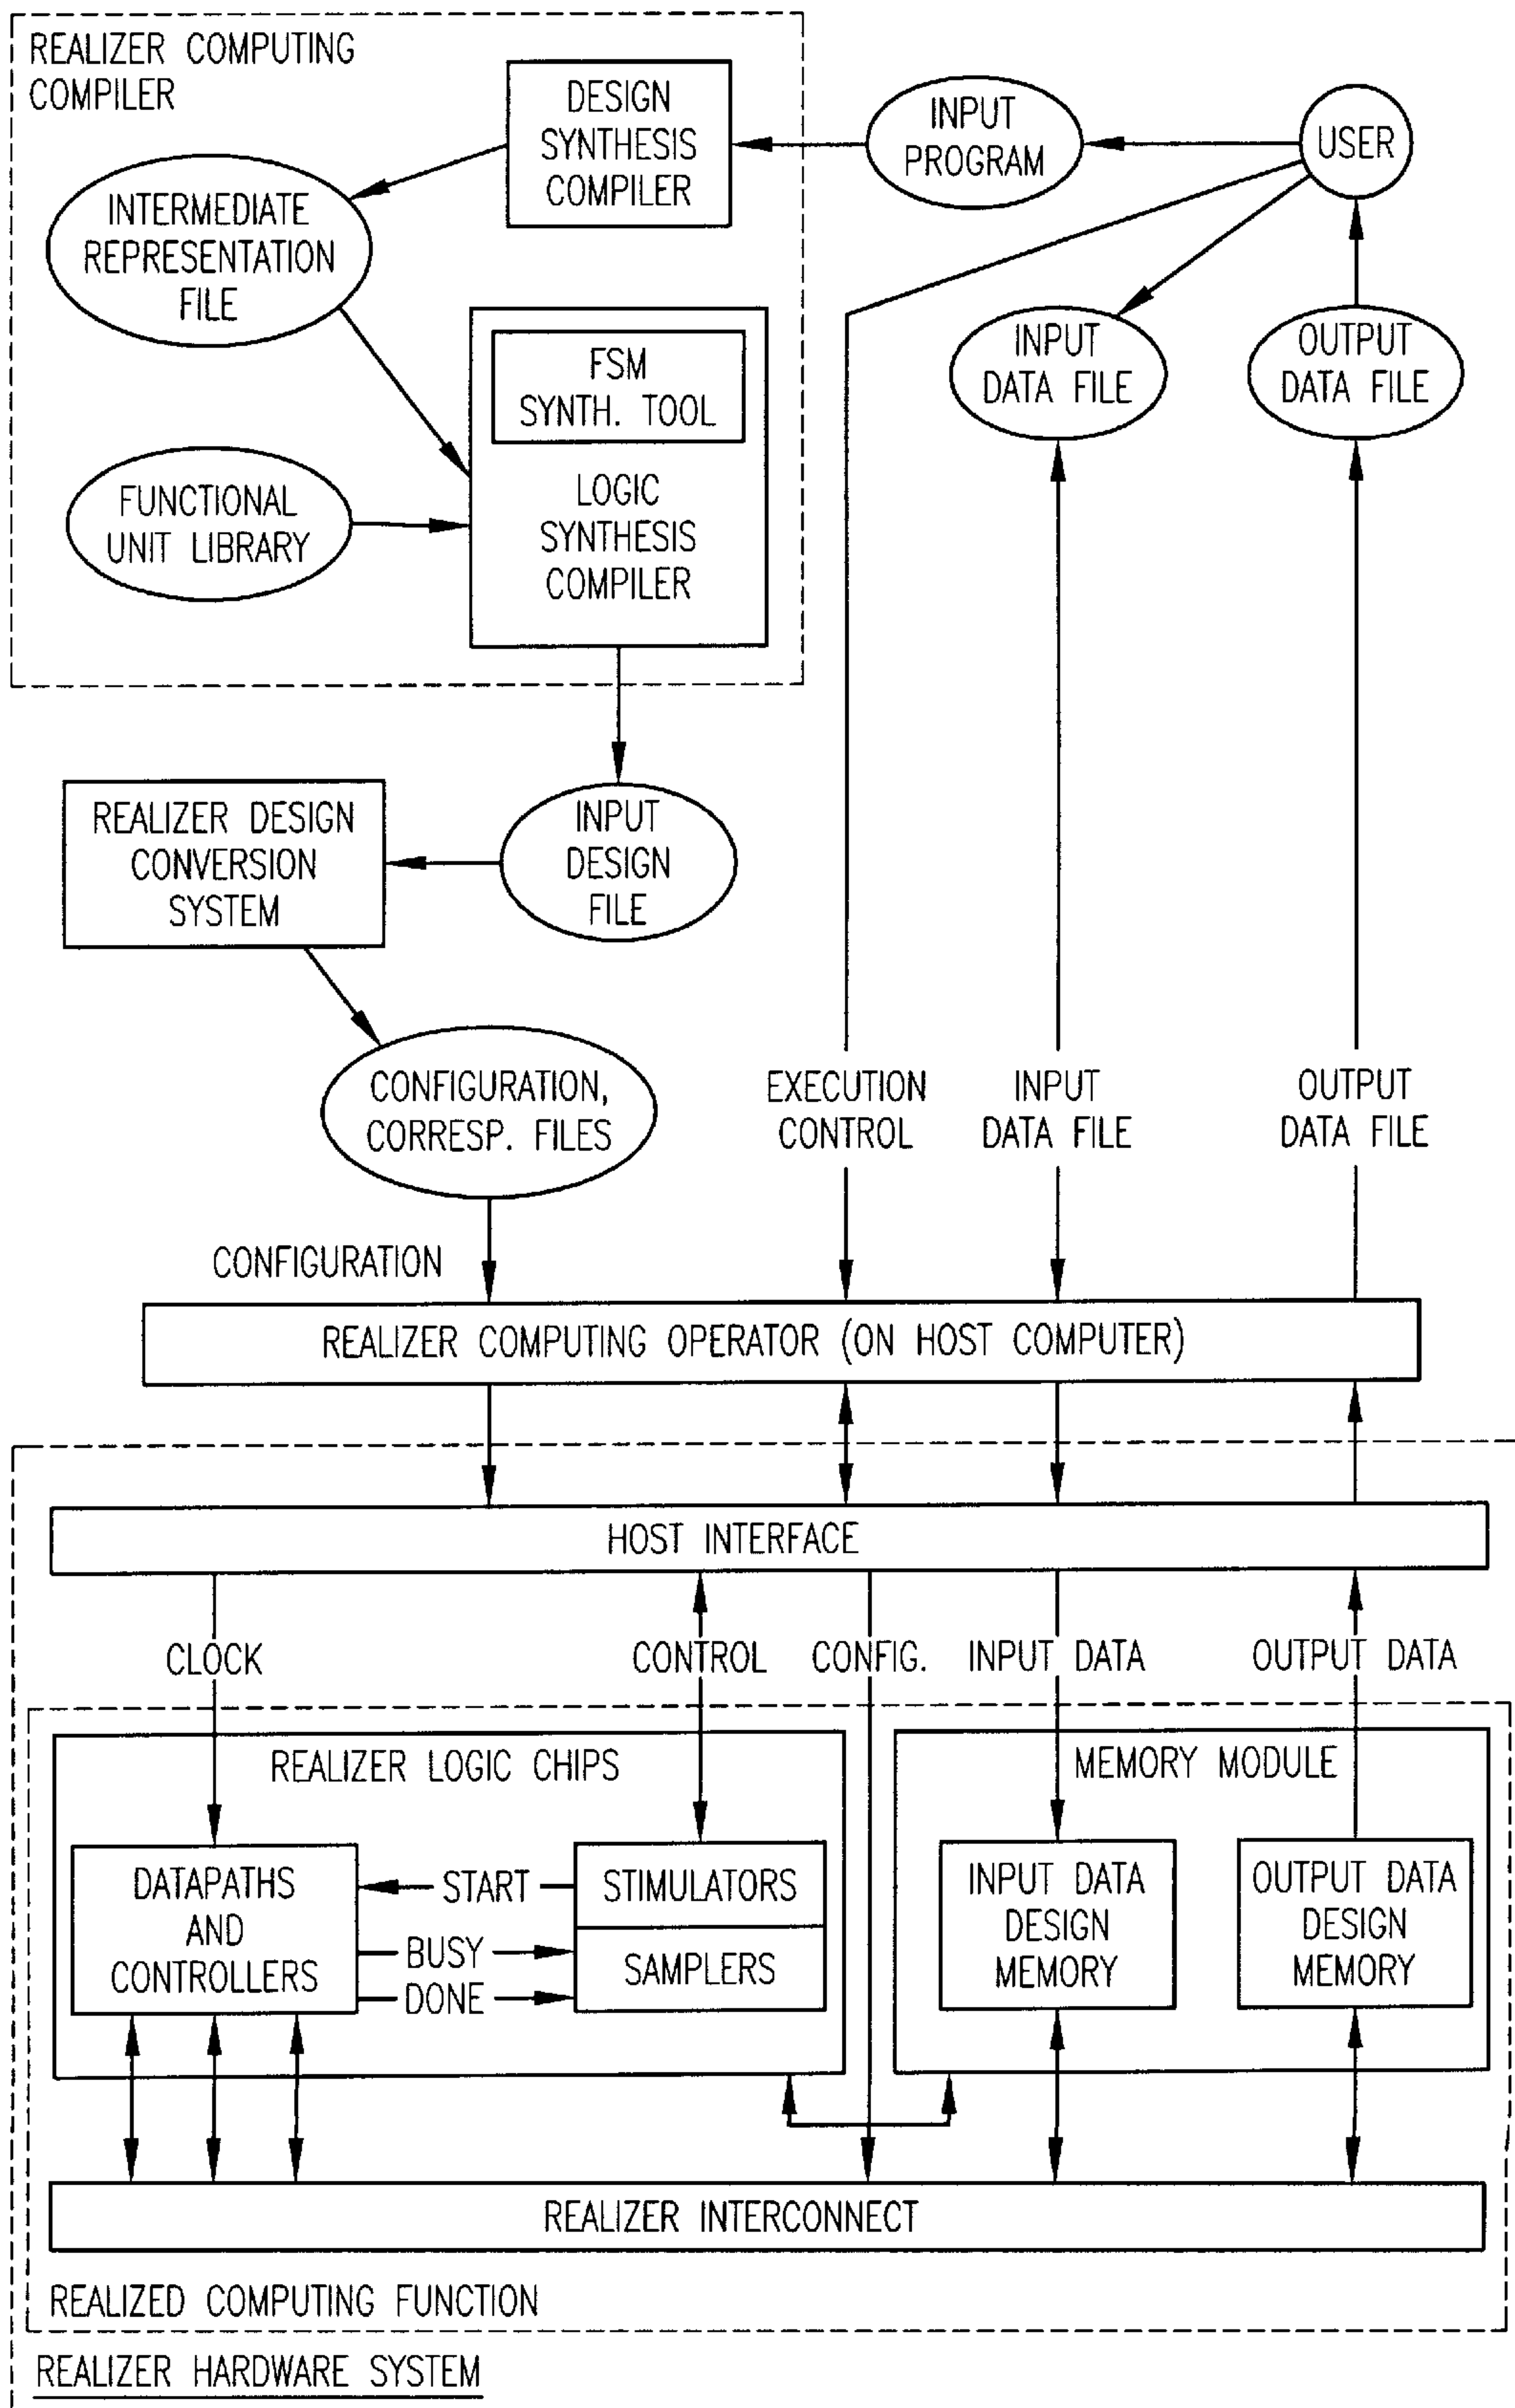 REALIZER COMPUTING
COMPILER
DESIGN
SYNTHESIS
COMPILER
INPUT
PROGRAM
USER
INTERMEDIATE
REPRESENTATION
FILE
FSM
SYNTH. TOOL
LOGIC
SYNTHESIS
COMPILER
FUNCTIONAL
UNIT LIBRARY
INPUT
DATA FILE
OUTPUT
DATA FILE
REALIZER DESIGN
CONVERSION
SYSTEM
INPUT
DESIGN
FILE
CONFIGURATION,
CORRESP. FILES
EXECUTION
CONTROL
INPUT
DATA FILE
OUTPUT
DATA FILE
CONFIGURATION
REALIZER COMPUTING OPERATOR (ON HOST COMPUTER)
HOST INTERFACE
CLOCK
CONTROL
CONFIG.
INPUT DATA
OUTPUT DATA
REALIZER LOGIC CHIPS
MEMORY MODULE
DATAPATHS
AND
CONTROLLERS
START
BUSY
DONE
STIMULATORS
SAMPLERS
INPUT DATA
DESIGN
MEMORY
OUTPUT DATA
DESIGN
MEMORY
REALIZER INTERCONNECT
REALIZED COMPUTING FUNCTION
REALIZER HARDWARE SYSTEM